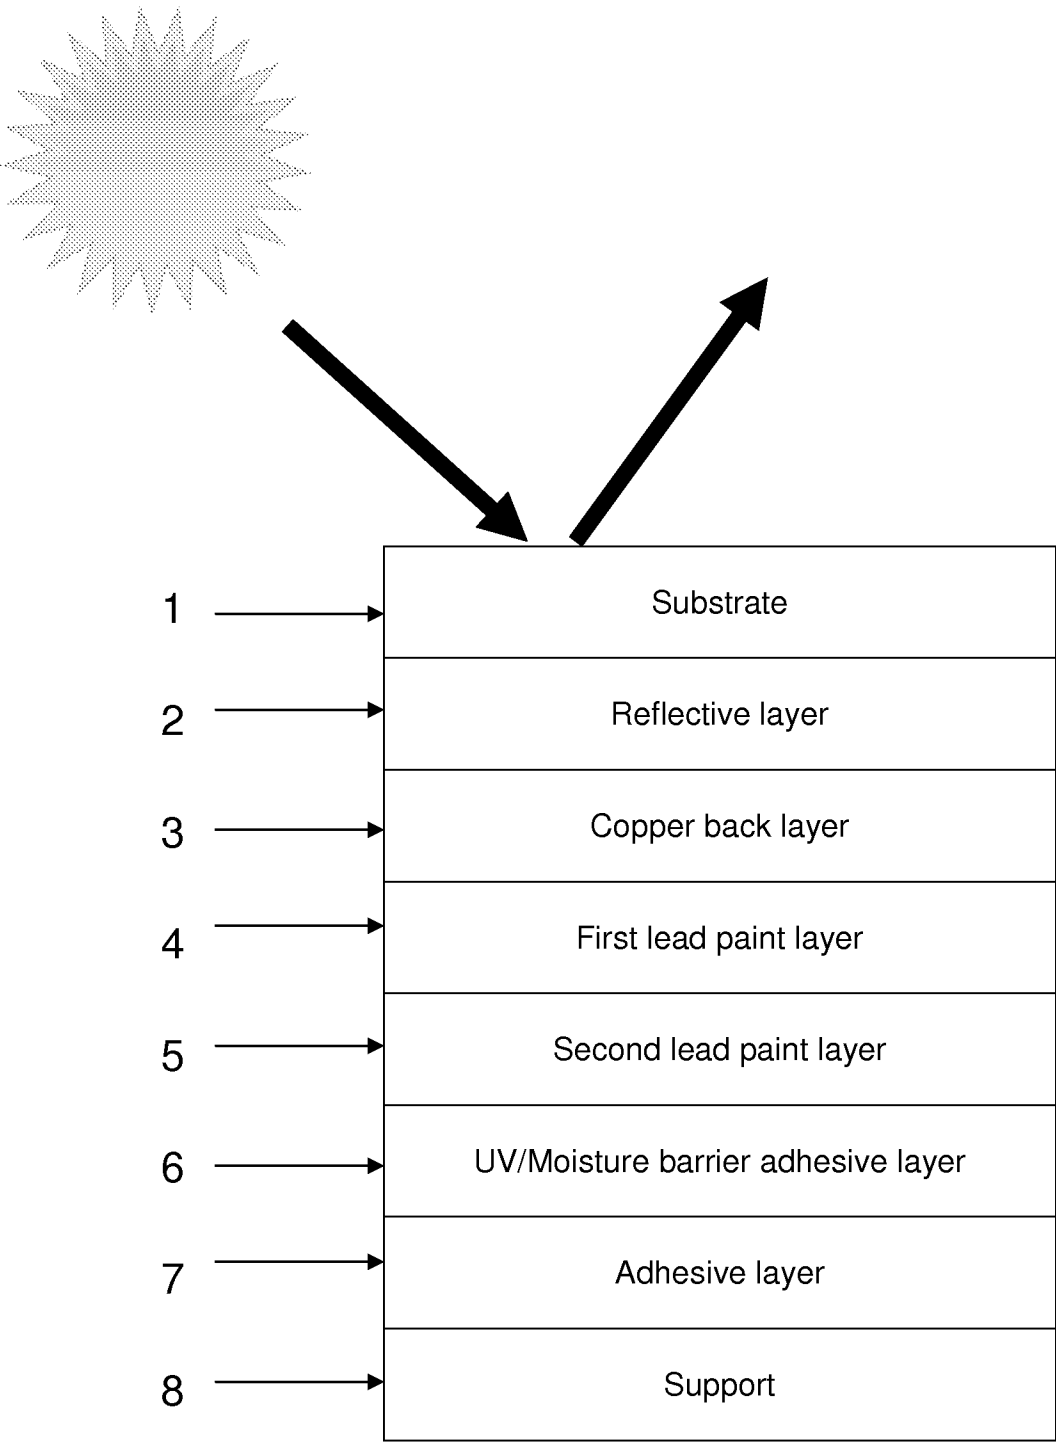 1 Substrate
2 Reflective layer
3 Copper back layer
4 First lead paint layer
5 Second lead paint layer
6 UV/Moisture barrier adhesive layer
7 Adhesive layer
8 Support